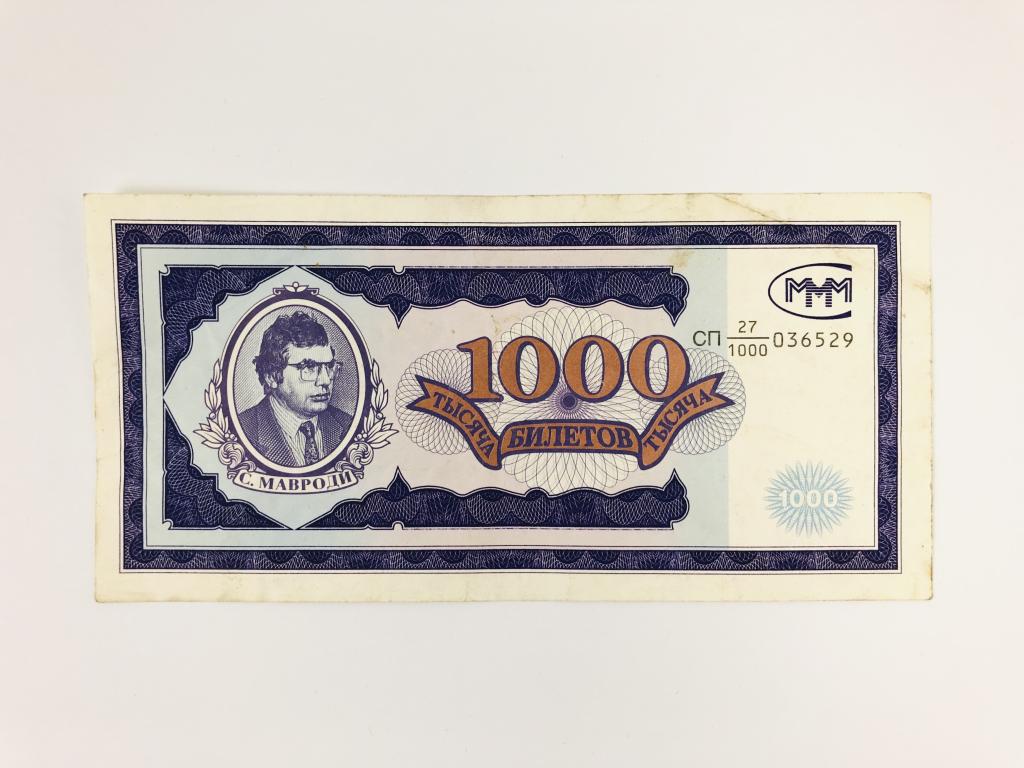 МММ
СП 27/1000 036529
1000
ТЫСЯЧА БИЛЕТОВ ТЫСЯЧА
С. МАВРОДИ
1000